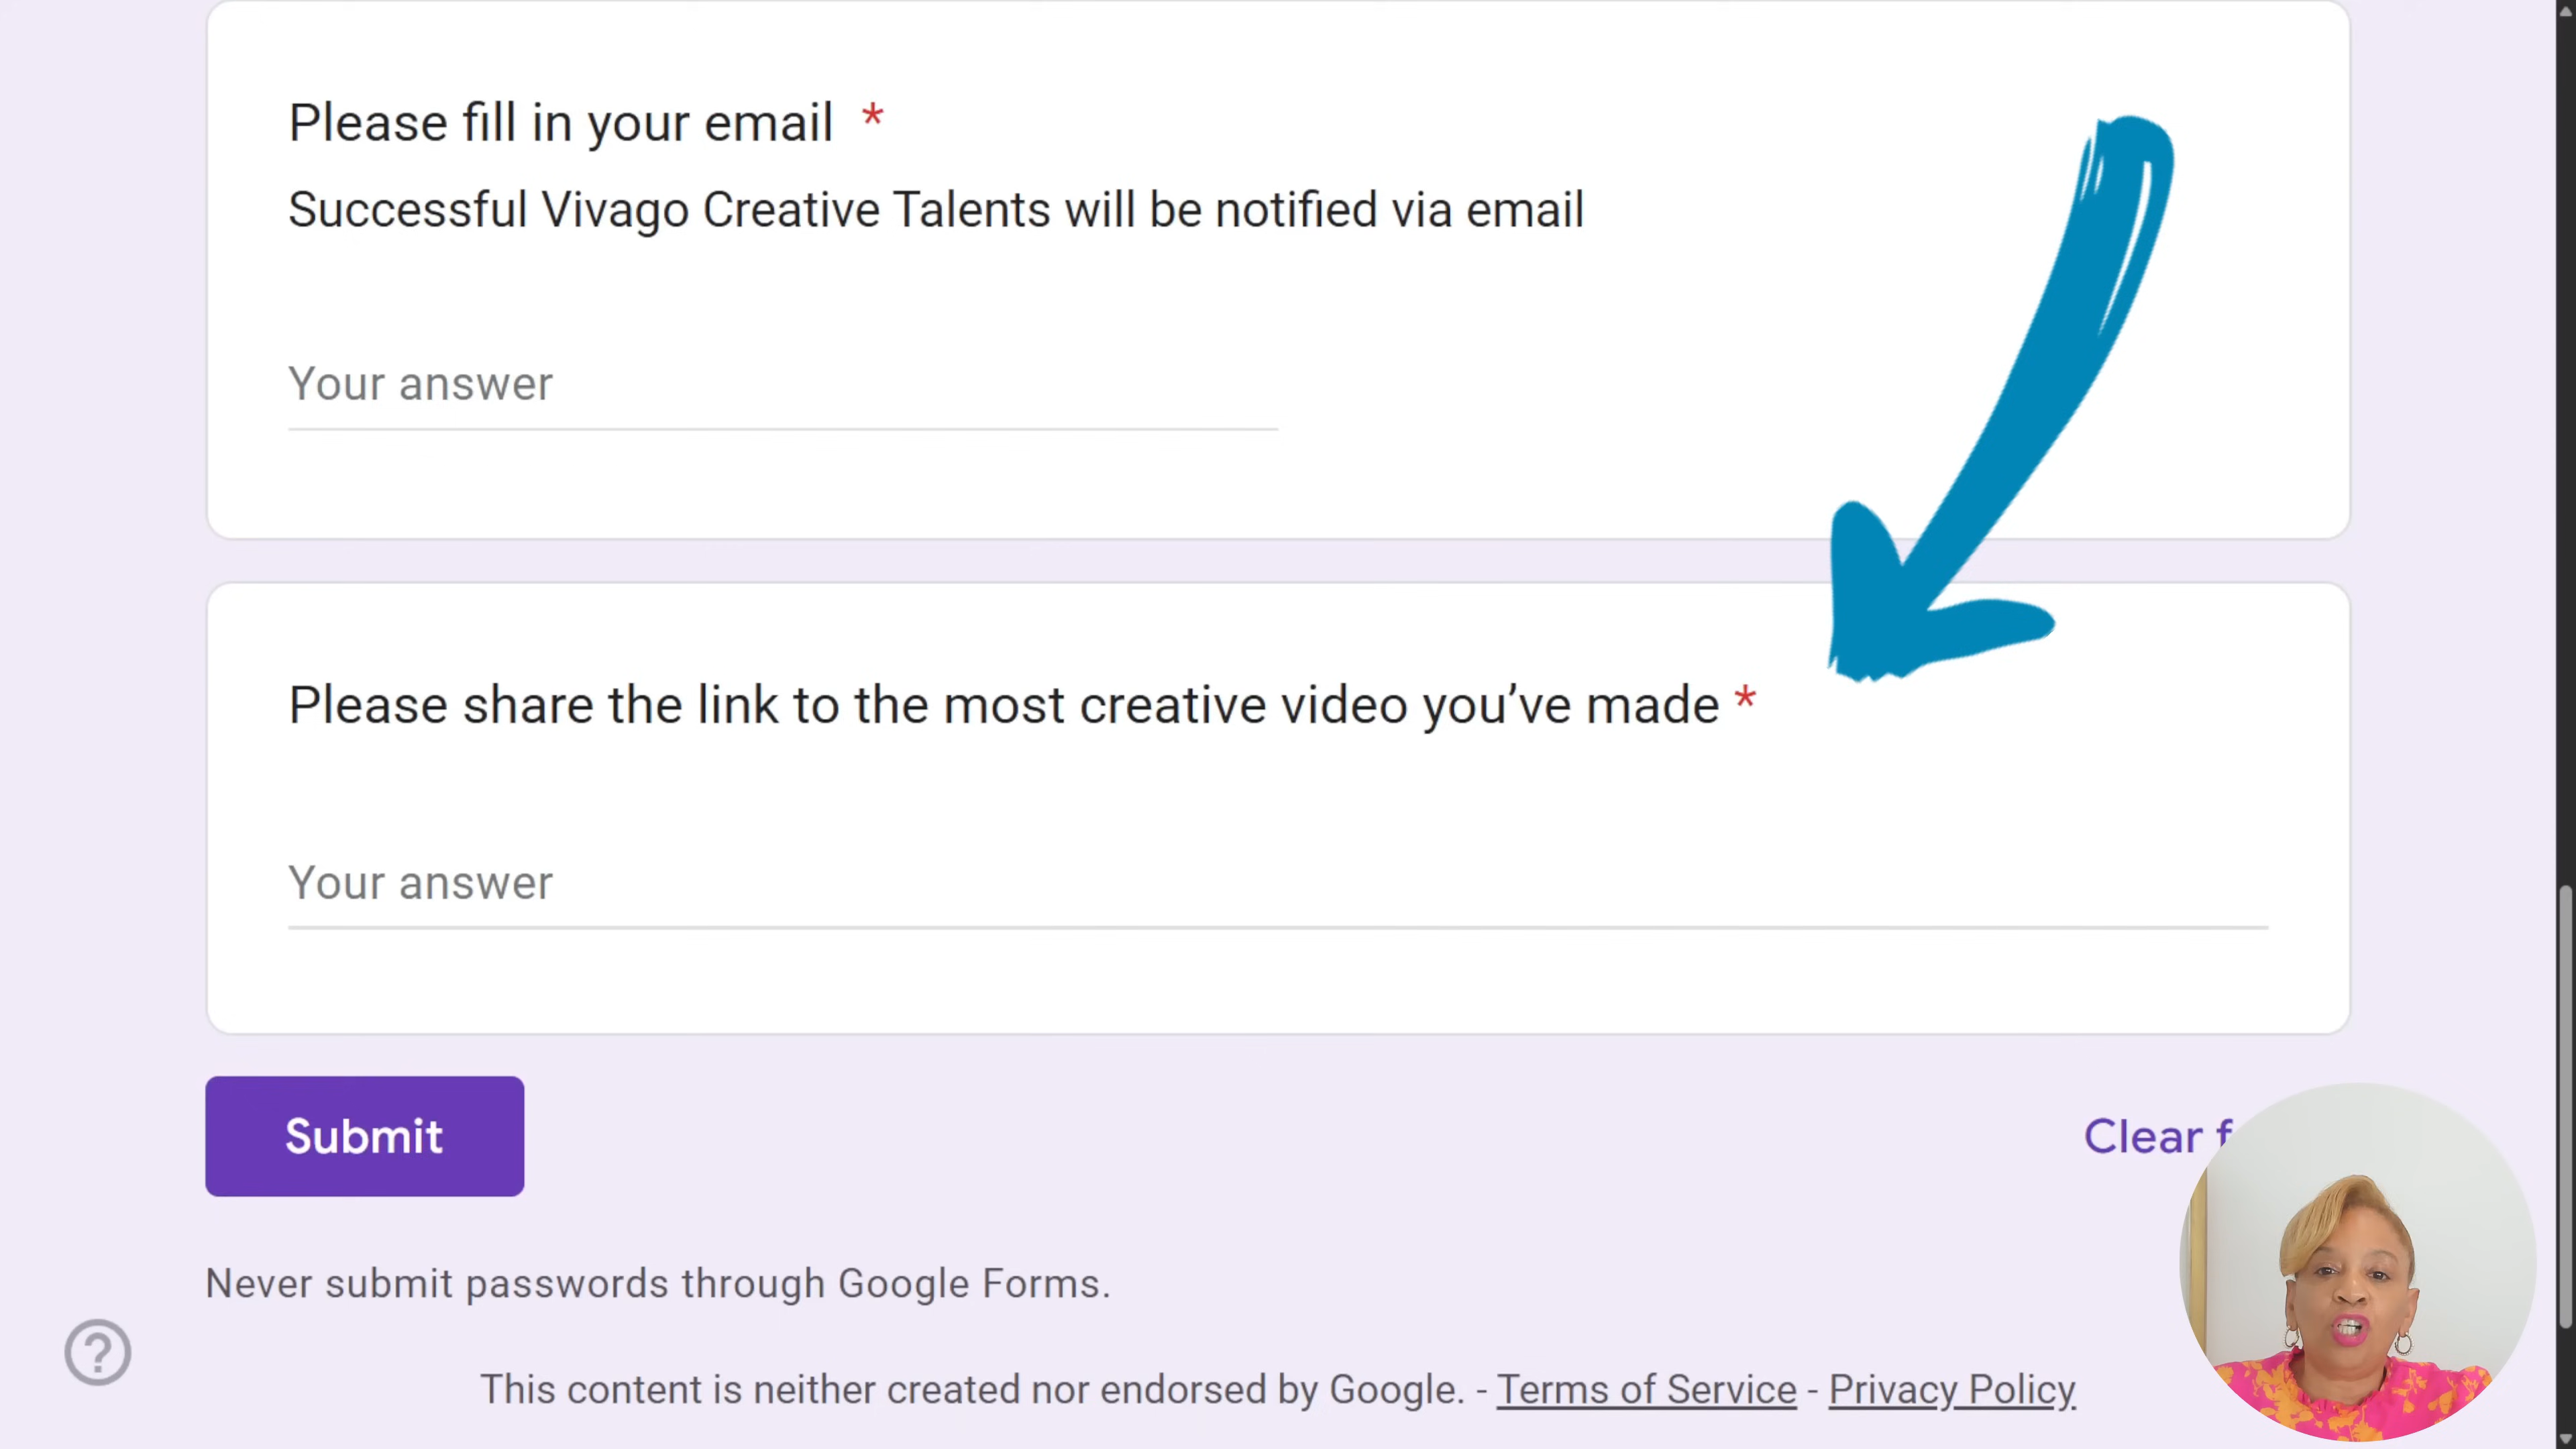 Please fill in your email *
Successful Vivago Creative Talents will be notified via email
Your answer
Please share the link to the most creative video you’ve made *
Your answer
Submit
Clear f
Never submit passwords through Google Forms.
This content is neither created nor endorsed by Google. - Terms of Service - Privacy Policy